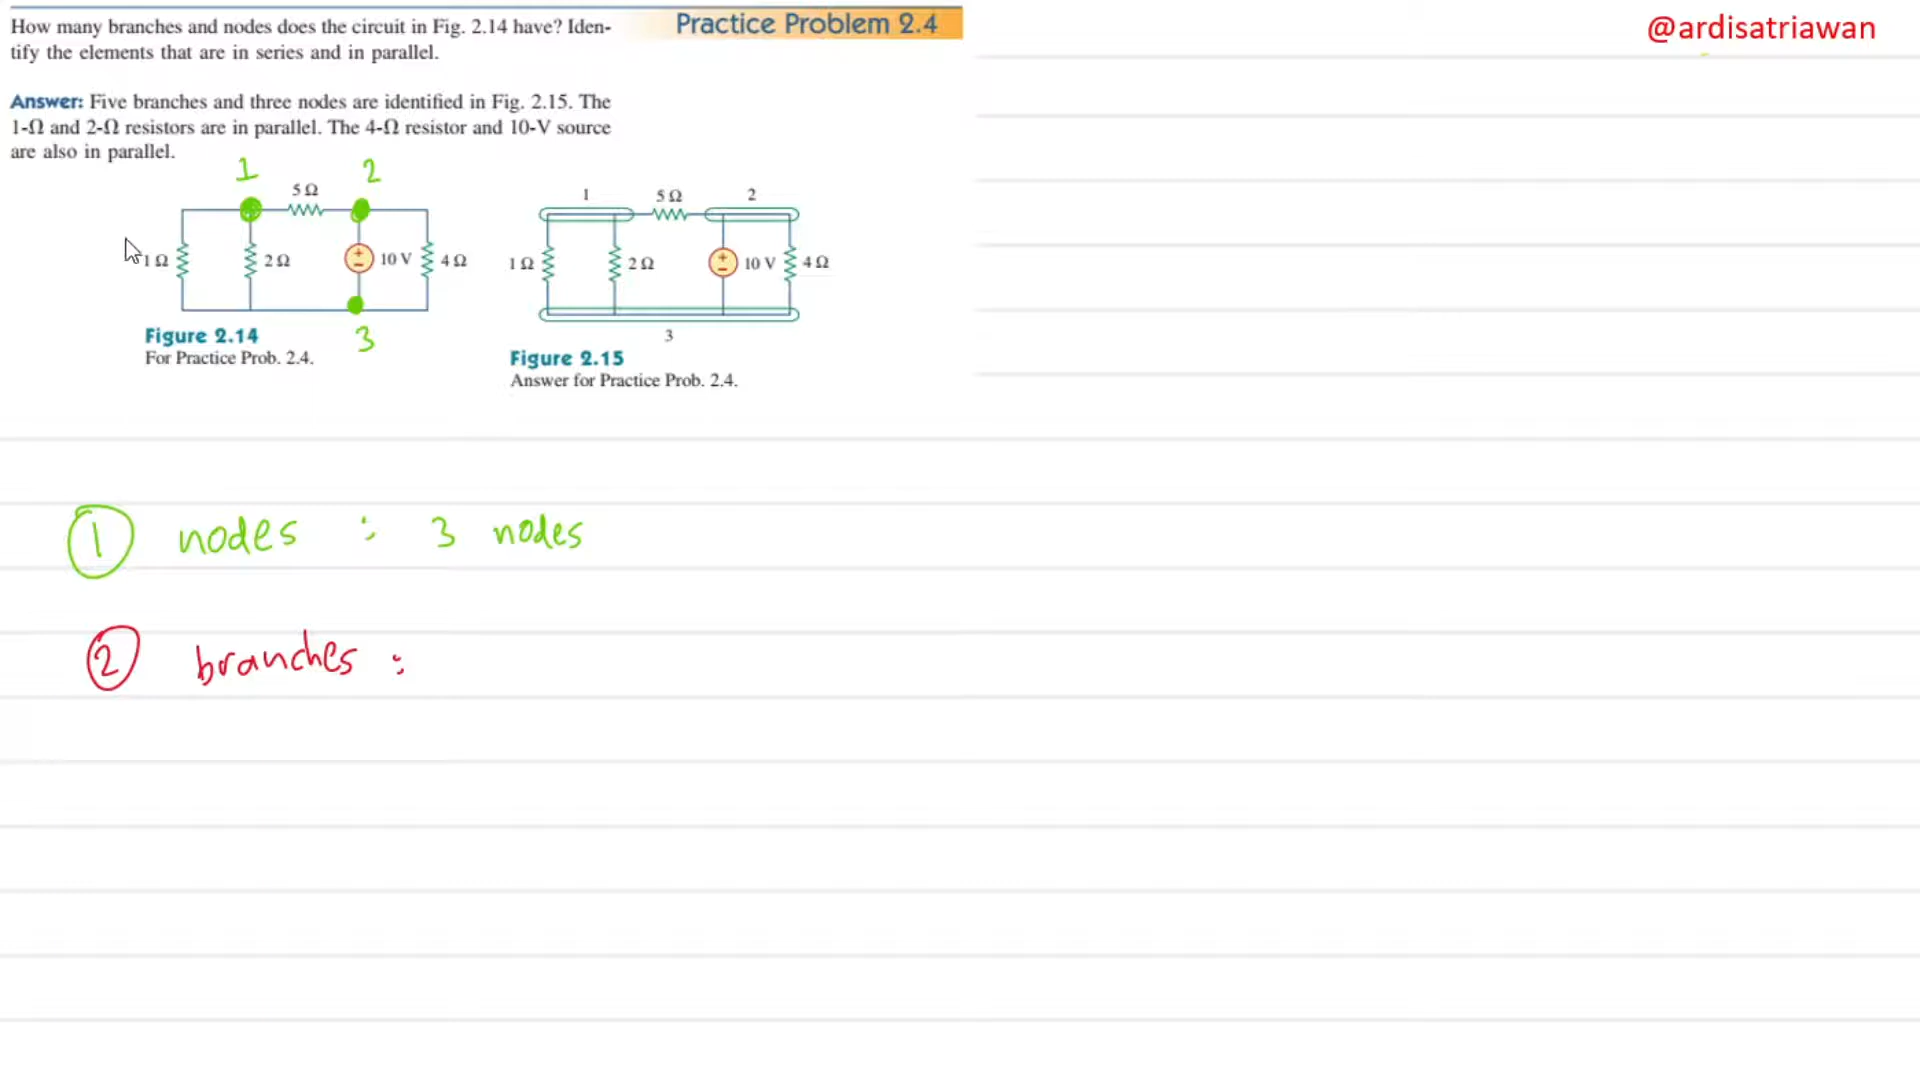 How many branches and nodes does the circuit in Fig. 2.14 have? Iden-
tify the elements that are in series and in parallel.
Practice Problem 2.4
@ardisatriawan
Answer: Five branches and three nodes are identified in Fig. 2.15. The
1-Ω and 2-Ω resistors are in parallel. The 4-Ω resistor and 10-V source
are also in parallel.
1 2
5 Ω
1 Ω 2 Ω + − 10 V 4 Ω
3
Figure 2.14
For Practice Prob. 2.4.
1 5 Ω 2
1 Ω 2 Ω + − 10 V 4 Ω
3
Figure 2.15
Answer for Practice Prob. 2.4.
1 nodes : 3 nodes
2 branches :